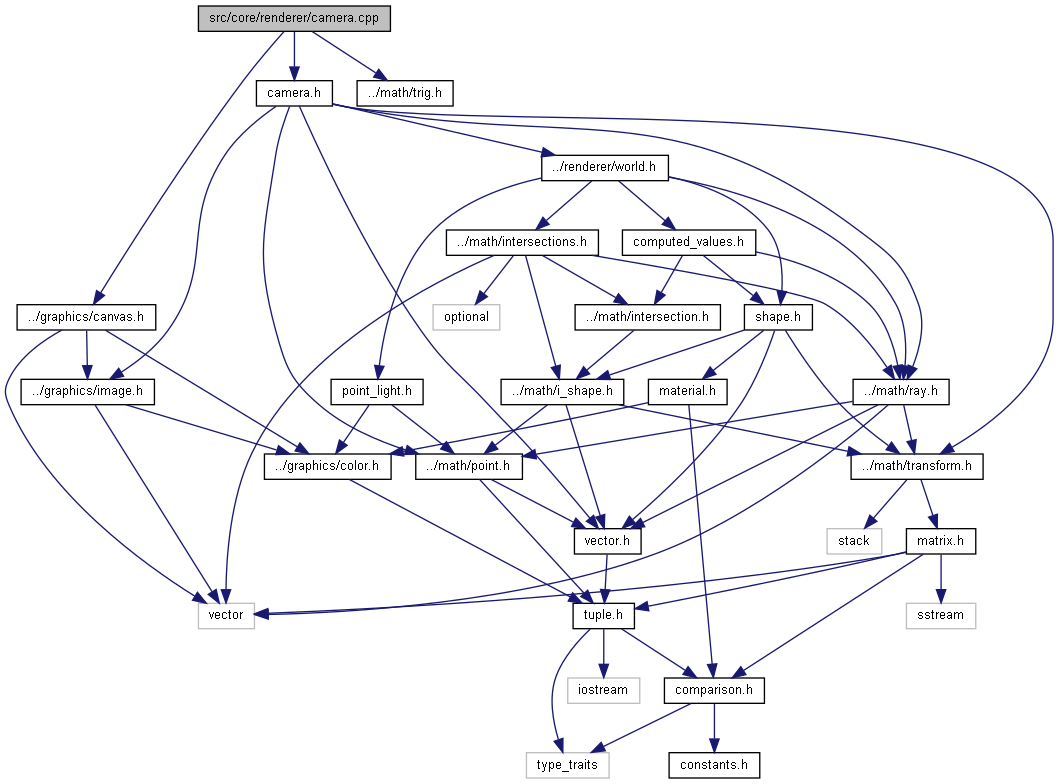 src/core/renderer/camera.cpp
camera.h
../math/trig.h
../renderer/world.h
../math/intersections.h
computed_values.h
../graphics/canvas.h
optional
../math/intersection.h
shape.h
../graphics/image.h
point_light.h
../math/i_shape.h
material.h
../math/ray.h
../graphics/color.h
../math/point.h
../math/transform.h
vector.h
stack
matrix.h
vector
tuple.h
sstream
iostream
comparison.h
type_traits
constants.h